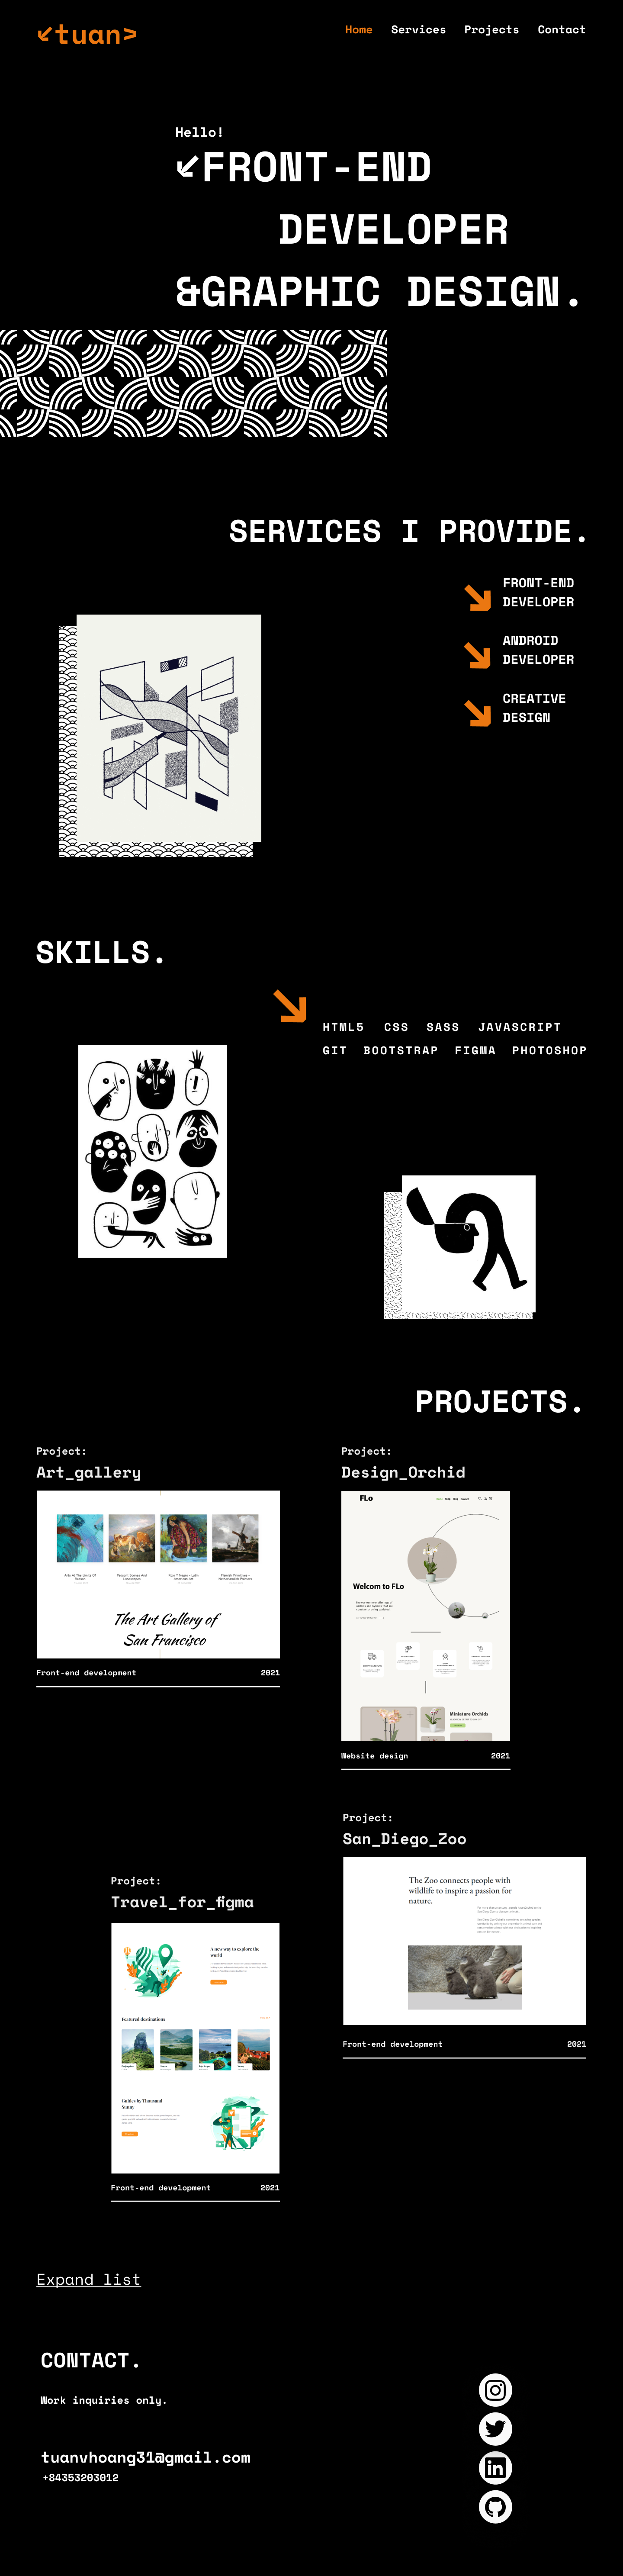 ↙tuan>
Home Services Projects Contact
Hello!
↙FRONT-END
DEVELOPER
&GRAPHIC DESIGN.
SERVICES I PROVIDE.
FRONT-END
DEVELOPER
ANDROID
DEVELOPER
CREATIVE
DESIGN
SKILLS.
HTML5 CSS SASS JAVASCRIPT
GIT BOOTSTRAP FIGMA PHOTOSHOP
PROJECTS.
Project:
Art_gallery
The Art Gallery of
San Francisco
Front-end development 2021
Project:
Design_Orchid
FLo
Welcom to FLo
Miniature Orchids
Website design 2021
Project:
Travel_for_figma
A new way to explore the
world
Featured destinations
Guides by Thousand
Front-end development 2021
Project:
San_Diego_Zoo
The Zoo connects people with
wildlife to inspire a passion for
nature.
Front-end development 2021
Expand list
CONTACT.
Work inquiries only.
tuanvhoang31@gmail.com
+84353203012
in